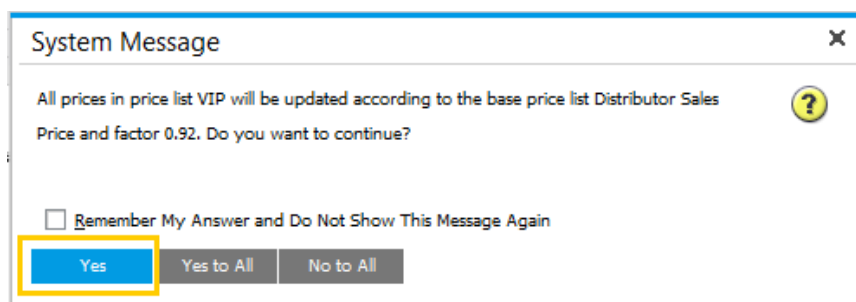 System Message
All prices in price list VIP will be updated according to the base price list Distributor Sales
Price and factor 0.92. Do you want to continue?
Remember My Answer and Do Not Show This Message Again
Yes Yes to All No to All